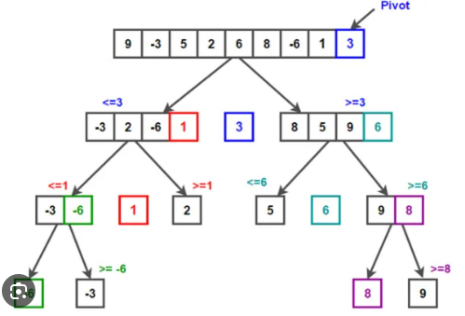 Pivot
9 -3 5 2 6 8 -6 1 3
<=3 >=3
-3 2 -6 1 3 8 5 9 6
<=1 >=1 <=6 >=6
-3 -6 1 2 5 6 9 8
>= -6 >=8
-3 8 9